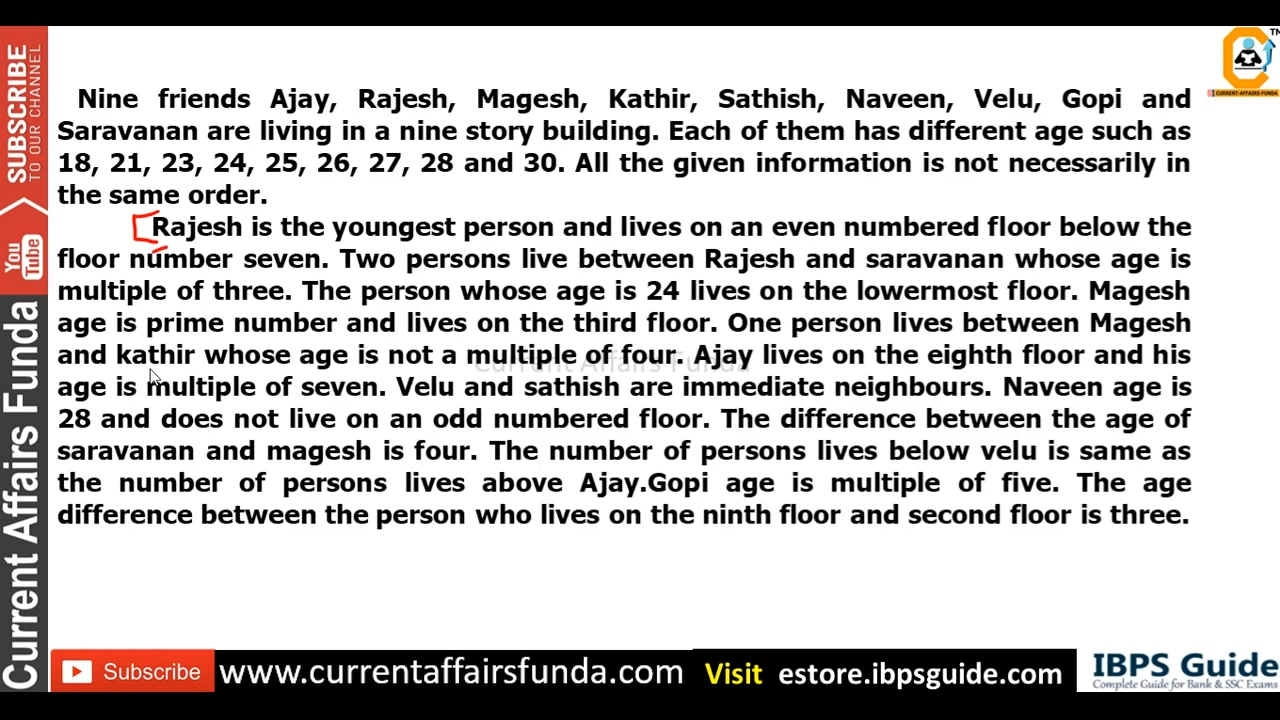 Nine friends Ajay, Rajesh, Magesh, Kathir, Sathish, Naveen, Velu, Gopi and
Saravanan are living in a nine story building. Each of them has different age such as
18, 21, 23, 24, 25, 26, 27, 28 and 30. All the given information is not necessarily in
the same order.
Rajesh is the youngest person and lives on an even numbered floor below the
floor number seven. Two persons live between Rajesh and saravanan whose age is
multiple of three. The person whose age is 24 lives on the lowermost floor. Magesh
age is prime number and lives on the third floor. One person lives between Magesh
and kathir whose age is not a multiple of four. Ajay lives on the eighth floor and his
age is multiple of seven. Velu and sathish are immediate neighbours. Naveen age is
28 and does not live on an odd numbered floor. The difference between the age of
saravanan and magesh is four. The number of persons lives below velu is same as
the number of persons lives above Ajay.Gopi age is multiple of five. The age
difference between the person who lives on the ninth floor and second floor is three.
Current Affairs Funda
SUBSCRIBE
TO OUR CHANNEL
You
Tube
Current Affairs Funda
TM
CURRENT-AFFAIRS-FUNDA
Subscribe
www.currentaffairsfunda.com
Visit estore.ibpsguide.com
IBPS Guide
Complete Guide for Bank & SSC Exams